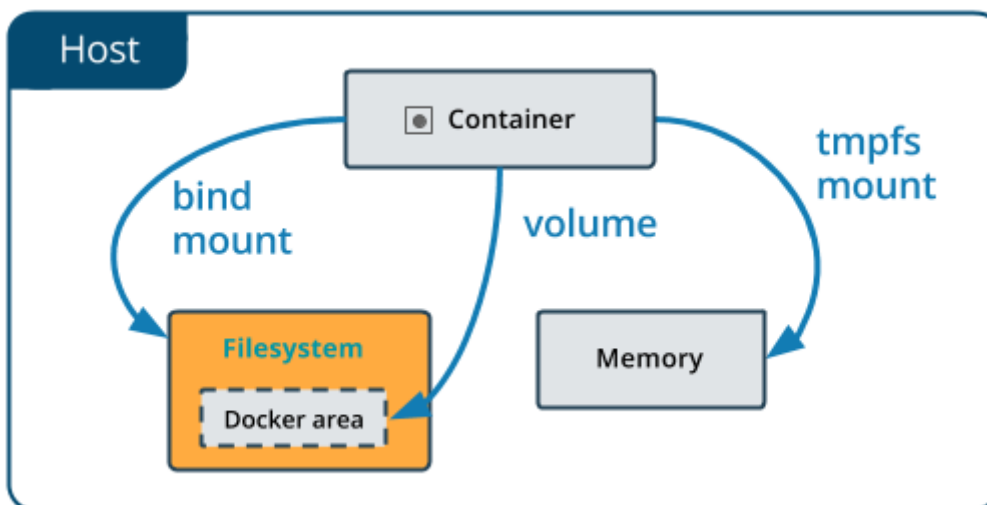 Host
Container
bind
mount
volume
tmpfs
mount
Filesystem
Docker area
Memory